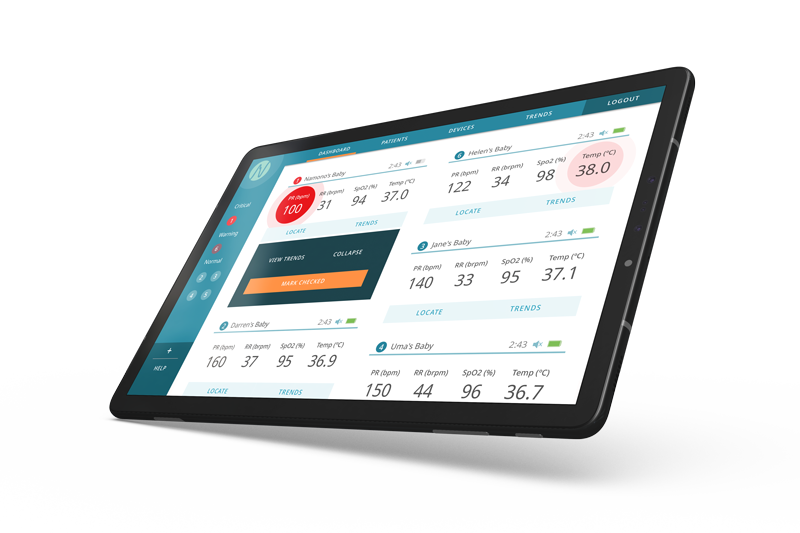 DASHBOARD PATIENTS DEVICES TRENDS LOGOUT
N
Critical
1
Warning
6
Normal
2 3
4 5
+
HELP
1 Namono's Baby 2:43
PR (bpm) RR (brpm) SpO2 (%) Temp (°C)
100 31 94 37.0
LOCATE TRENDS
VIEW TRENDS COLLAPSE
MARK CHECKED
6 Helen's Baby 2:43
PR (bpm) RR (brpm) Spo2 (%) Temp (°C)
122 34 98 38.0
LOCATE TRENDS
3 Jane's Baby 2:43
PR (bpm) RR (brpm) SpO2 (%) Temp (°C)
140 33 95 37.1
LOCATE TRENDS
2 Darren's Baby 2:43
PR (bpm) RR (brpm) SpO2 (%) Temp (°C)
160 37 95 36.9
LOCATE TRENDS
4 Uma's Baby 2:43
PR (bpm) RR (brpm) SpO2 (%) Temp (°C)
150 44 96 36.7